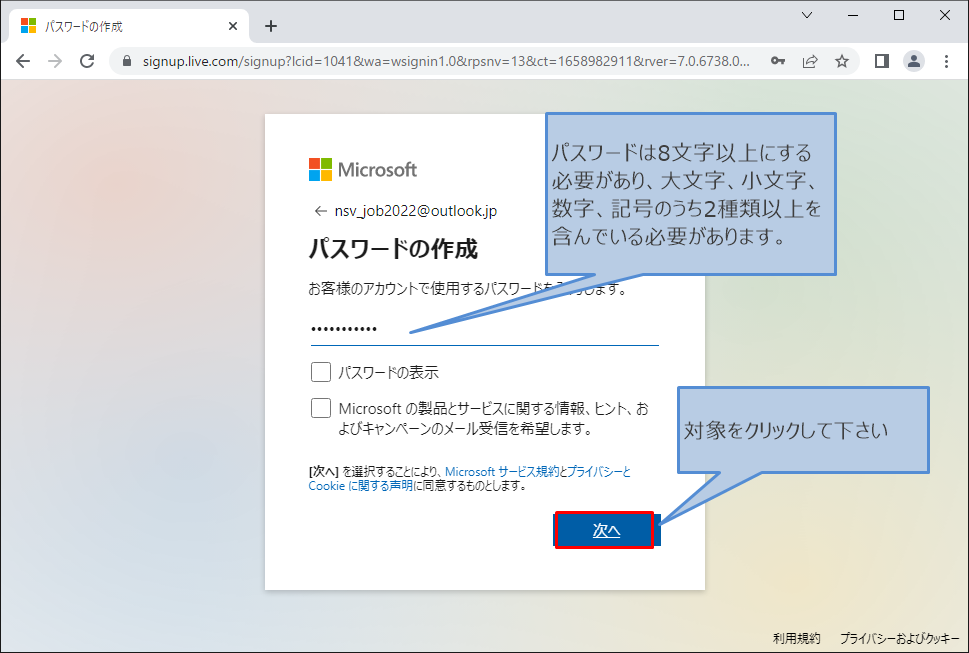 パスワードの作成
signup.live.com/signup?lcid=1041&wa=wsignin1.0&rpsnv=13&ct=1658982911&rver=7.0.6738.0...
Microsoft
nsv_job2022@outlook.jp
パスワードの作成
パスワードは8文字以上にする
必要があり、大文字、小文字、
数字、記号のうち2種類以上を
含んでいる必要があります。
お客様のアカウントで使用するパスワードを入力します。
•••••••••••
パスワードの表示
Microsoft の製品とサービスに関する情報、ヒント、お
よびキャンペーンのメール受信を希望します。
対象をクリックして下さい
[次へ] を選択することにより、Microsoft サービス規約とプライバシーと
Cookie に関する声明に同意するものとします。
次へ
利用規約 プライバシーおよびクッキー